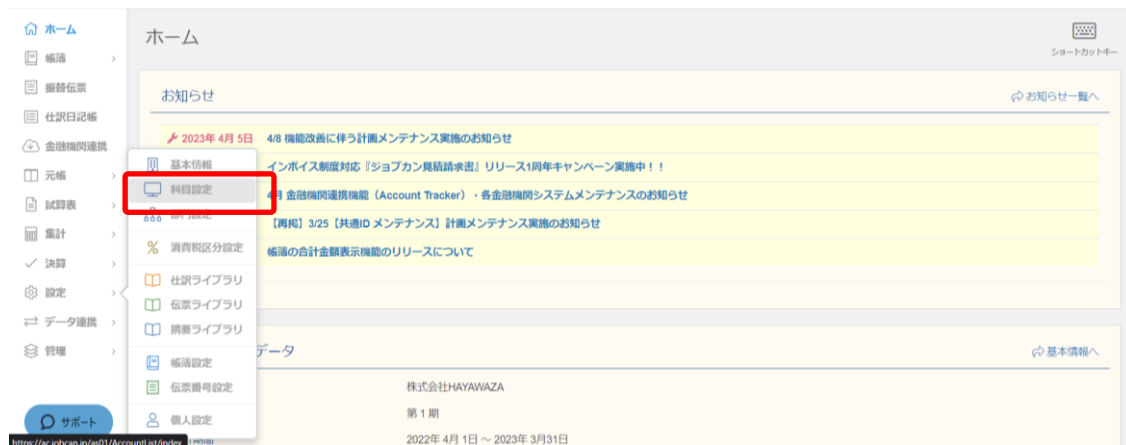 ホーム
帳簿
振替伝票
仕訳日記帳
金融機関連携
元帳
試算表
集計
決算
設定
データ連携
管理
サポート
https://ac.jobcan.jp/as01/AccountList/index
基本情報
科目設定
部門設定
消費税区分設定
仕訳ライブラリ
伝票ライブラリ
摘要ライブラリ
帳簿設定
伝票番号設定
個人設定
ホーム
ショートカットキー
お知らせ
お知らせ一覧へ
2023年 4月 5日 4/8 機能改善に伴う計画メンテナンス実施のお知らせ
インボイス制度対応『ジョブカン見積請求書』リリース1周年キャンペーン実施中！！
4月 金融機関連携機能（Account Tracker）・各金融機関システムメンテナンスのお知らせ
【再掲】3/25【共通ID メンテナンス】計画メンテナンス実施のお知らせ
帳簿の合計金額表示機能のリリースについて
データ
基本情報へ
株式会社HAYAWAZA
第 1 期
2022年 4月 1日 ～ 2023年 3月31日